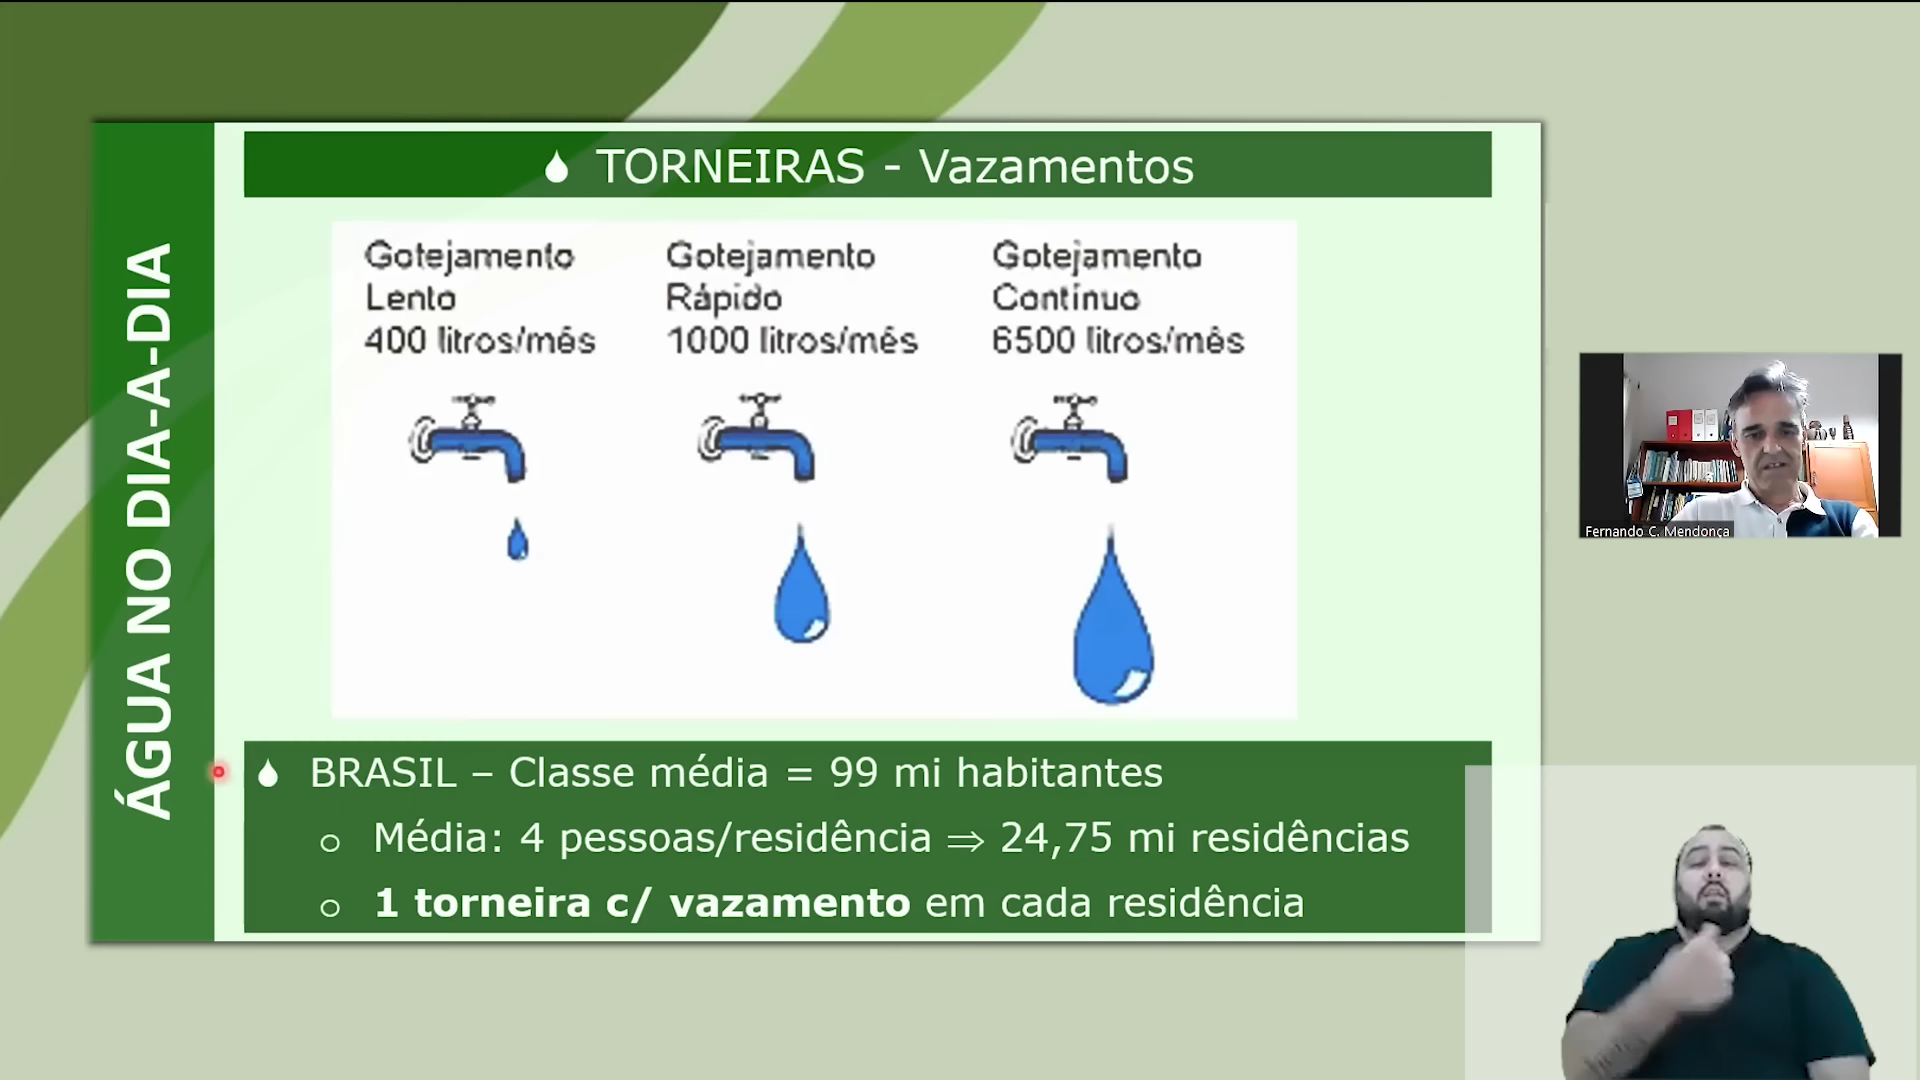 ÁGUA NO DIA-A-DIA
TORNEIRAS - Vazamentos
Gotejamento
Lento
400 litros/mês
Gotejamento
Rápido
1000 litros/mês
Gotejamento
Contínuo
6500 litros/mês
BRASIL – Classe média = 99 mi habitantes
Média: 4 pessoas/residência ⇒ 24,75 mi residências
1 torneira c/ vazamento em cada residência
Fernando C. Mendonça